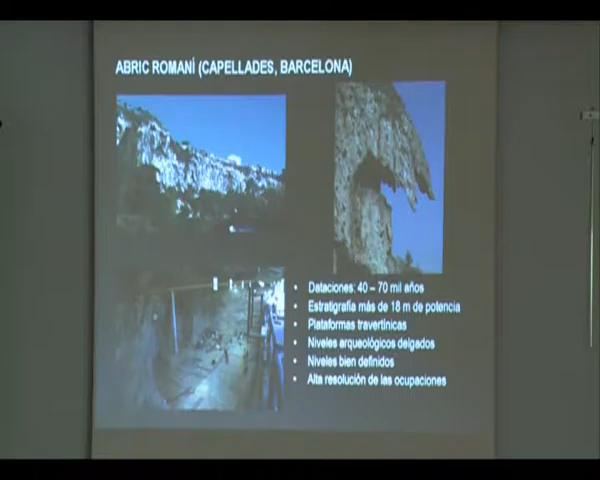 ABRIC ROMANÍ (CAPELLADES, BARCELONA)
• Dataciones: 40 – 70 mil años
• Estratigrafía más de 18 m de potencia
• Plataformas travertínicas
• Niveles arqueológicos delgados
• Niveles bien definidos
• Alta resolución de las ocupaciones